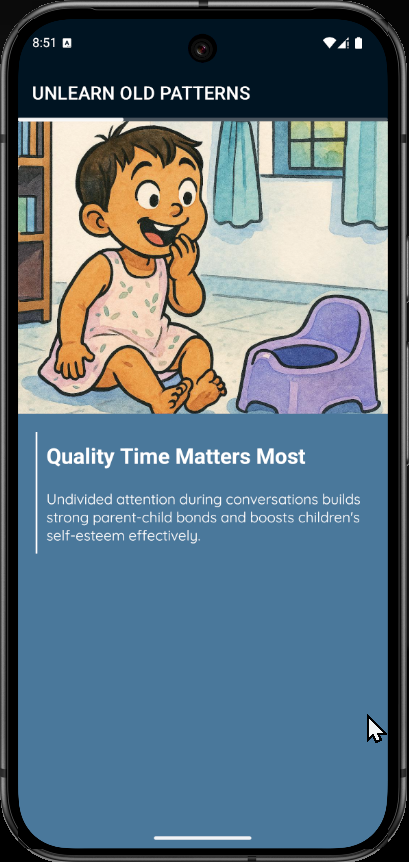 8:51
UNLEARN OLD PATTERNS
Quality Time Matters Most
Undivided attention during conversations builds
strong parent-child bonds and boosts children's
self-esteem effectively.